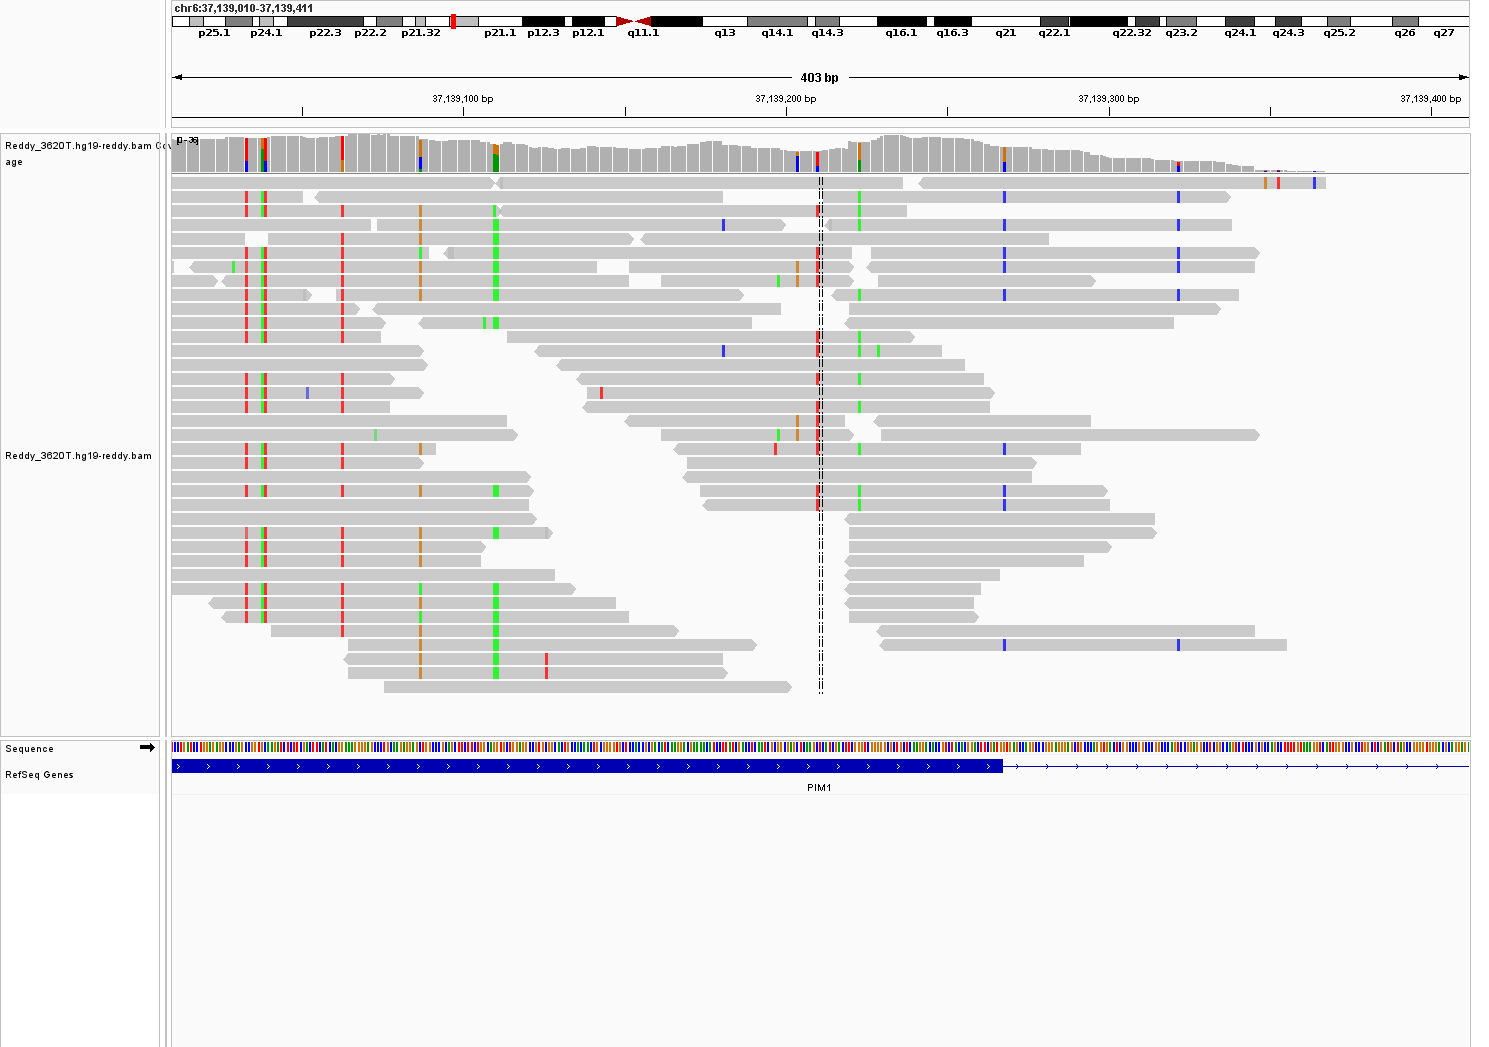 chr6:37,139,010-37,139,411
p25.1 p24.1 p22.3 p22.2 p21.32 p21.1 p12.3 p12.1 q11.1 q13 q14.1 q14.3 q16.1 q16.3 q21 q22.1 q22.32 q23.2 q24.1 q24.3 q25.2 q26 q27
403 bp
37,139,100 bp 37,139,200 bp 37,139,300 bp 37,139,400 bp
Reddy_3620T.hg19-reddy.bam Cov
age
[0-36]
Reddy_3620T.hg19-reddy.bam
Sequence
RefSeq Genes
PIM1